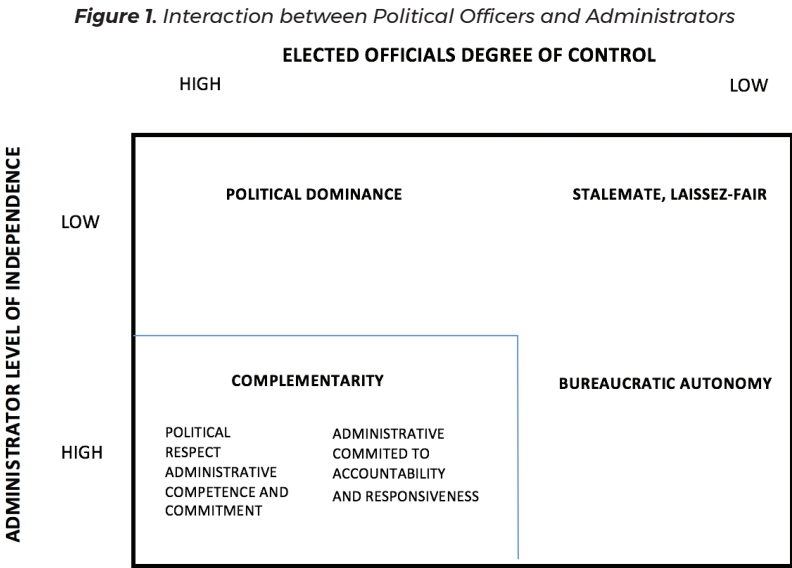 Figure 1. Interaction between Political Officers and Administrators
ELECTED OFFICIALS DEGREE OF CONTROL
HIGH
LOW
ADMINISTRATOR LEVEL OF INDEPENDENCE
LOW
POLITICAL DOMINANCE
STALEMATE, LAISSEZ-FAIR
HIGH
COMPLEMENTARITY
POLITICAL
RESPECT
ADMINISTRATIVE
COMPETENCE AND
COMMITMENT
ADMINISTRATIVE
COMMITED TO
ACCOUNTABILITY
AND RESPONSIVENESS
BUREAUCRATIC AUTONOMY